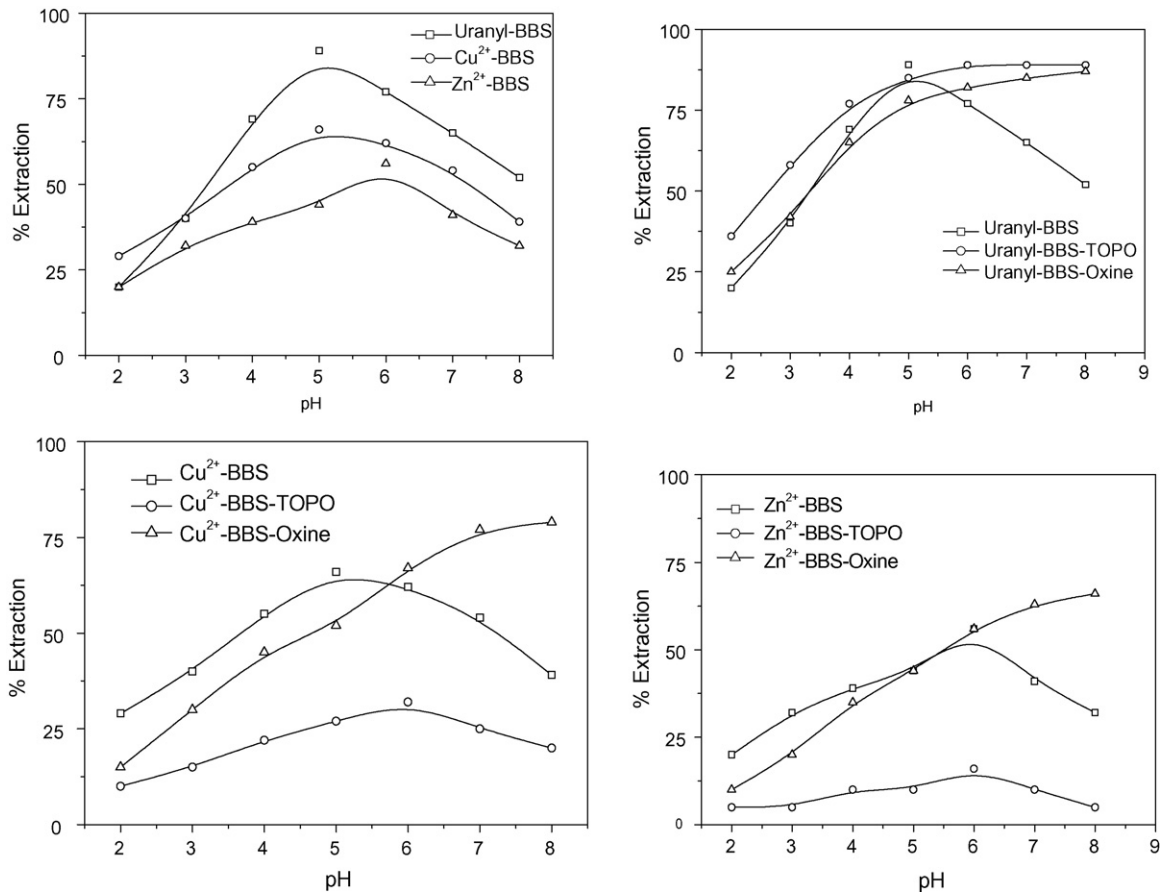 100
75
50
25
0
% Extraction
Uranyl-BBS
Cu²⁺-BBS
Zn²⁺-BBS
2 3 4 5 6 7 8
pH
100
75
50
25
0
% Extraction
Uranyl-BBS
Uranyl-BBS-TOPO
Uranyl-BBS-Oxine
2 3 4 5 6 7 8 9
pH
100
75
50
25
0
% Extraction
Cu²⁺-BBS
Cu²⁺-BBS-TOPO
Cu²⁺-BBS-Oxine
2 3 4 5 6 7 8
pH
100
75
50
25
0
% Extraction
Zn²⁺-BBS
Zn²⁺-BBS-TOPO
Zn²⁺-BBS-Oxine
2 3 4 5 6 7 8 9
pH